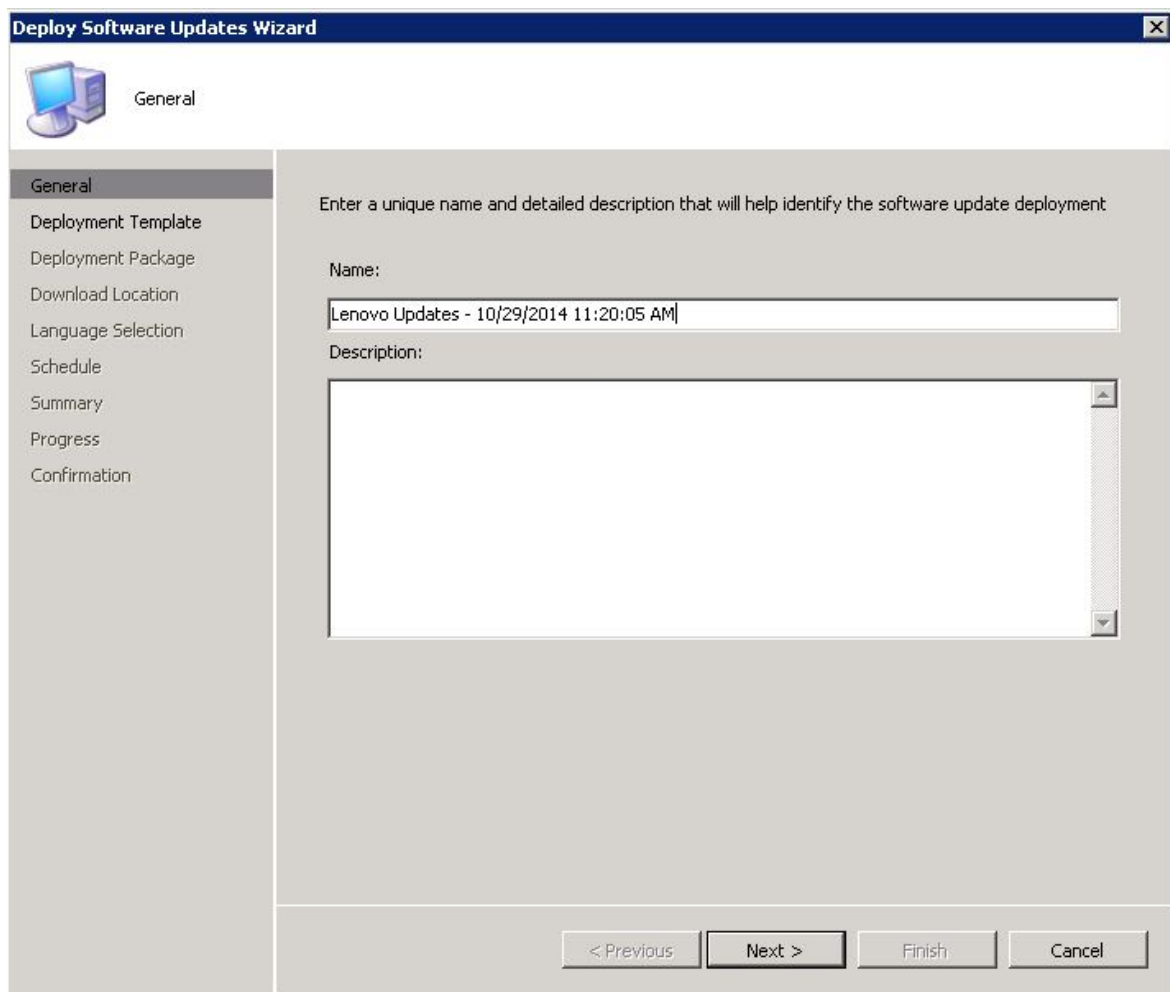 Deploy Software Updates Wizard
General
General
Deployment Template
Deployment Package
Download Location
Language Selection
Schedule
Summary
Progress
Confirmation
Enter a unique name and detailed description that will help identify the software update deployment
Name:
Lenovo Updates - 10/29/2014 11:20:05 AM
Description:
< Previous
Next >
Finish
Cancel